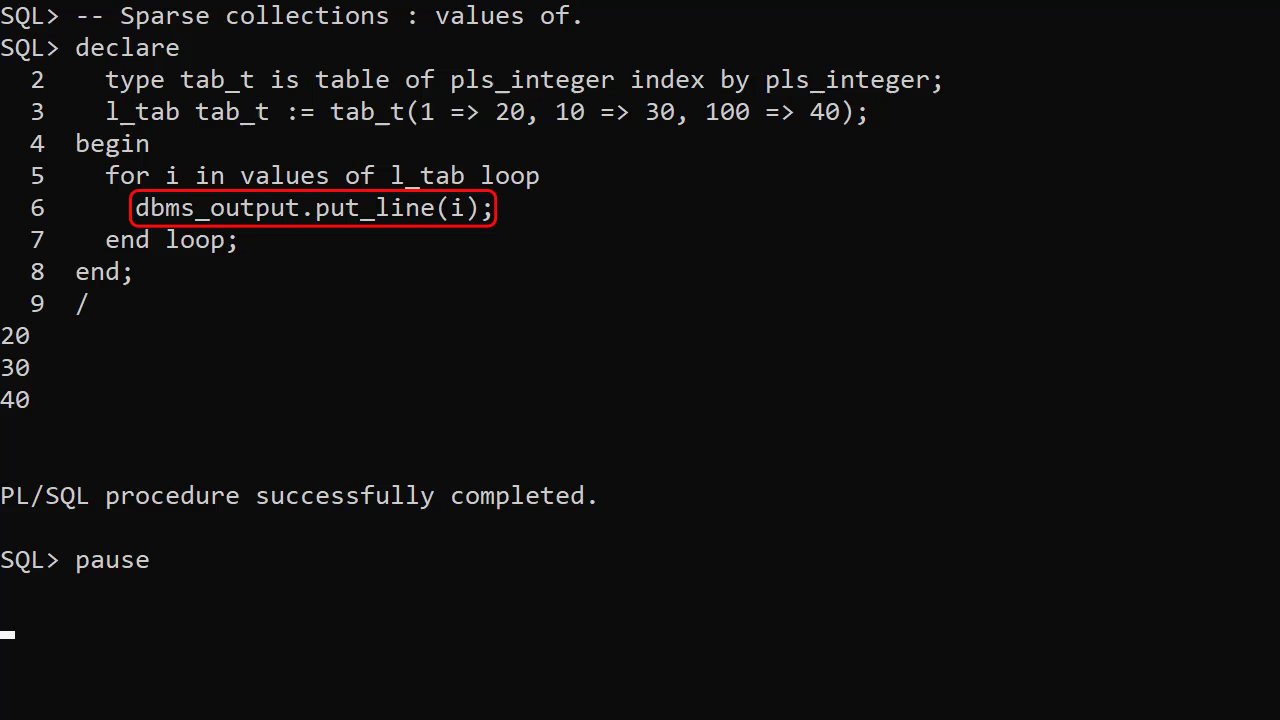 SQL> -- Sparse collections : values of.
SQL> declare
  2    type tab_t is table of pls_integer index by pls_integer;
  3    l_tab tab_t := tab_t(1 => 20, 10 => 30, 100 => 40);
  4  begin
  5    for i in values of l_tab loop
  6      dbms_output.put_line(i);
  7    end loop;
  8  end;
  9  /
20
30
40
PL/SQL procedure successfully completed.
SQL> pause